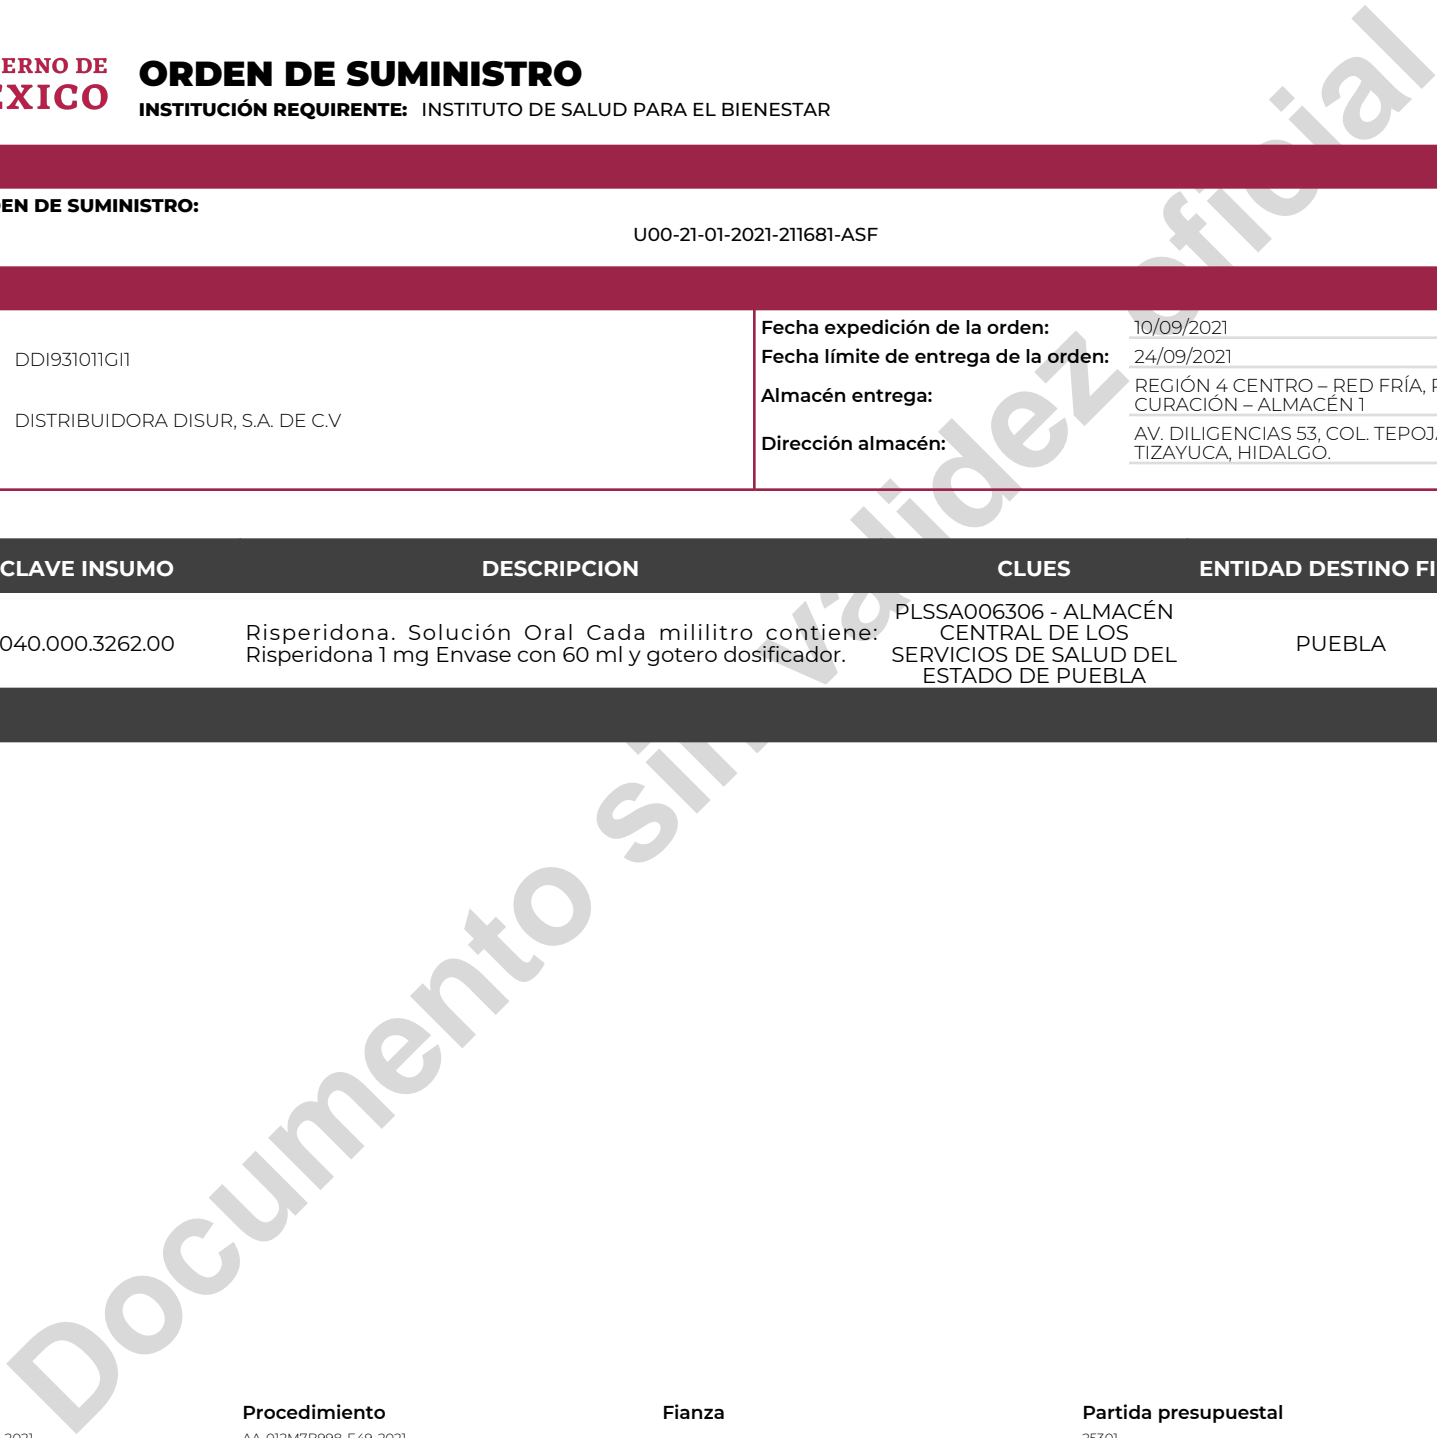 ERNO DE
ÉXICO
ORDEN DE SUMINISTRO
INSTITUCIÓN REQUIRENTE: INSTITUTO DE SALUD PARA EL BIENESTAR
EN DE SUMINISTRO:
U00-21-01-2021-211681-ASF
DDI931011GI1
DISTRIBUIDORA DISUR, S.A. DE C.V
Fecha expedición de la orden: 10/09/2021
Fecha límite de entrega de la orden: 24/09/2021
Almacén entrega: REGIÓN 4 CENTRO – RED FRÍA,
CURACIÓN – ALMACÉN 1
Dirección almacén: AV. DILIGENCIAS 53, COL. TEPOJA
TIZAYUCA, HIDALGO.
CLAVE INSUMO DESCRIPCION CLUES ENTIDAD DESTINO FI
040.000.3262.00
Risperidona. Solución Oral Cada mililitro contiene:
Risperidona 1 mg Envase con 60 ml y gotero dosificador.
PLSSA006306 - ALMACÉN
CENTRAL DE LOS
SERVICIOS DE SALUD DEL
ESTADO DE PUEBLA
PUEBLA
Documento sin validez oficial
Procedimiento Fianza Partida presupuestal